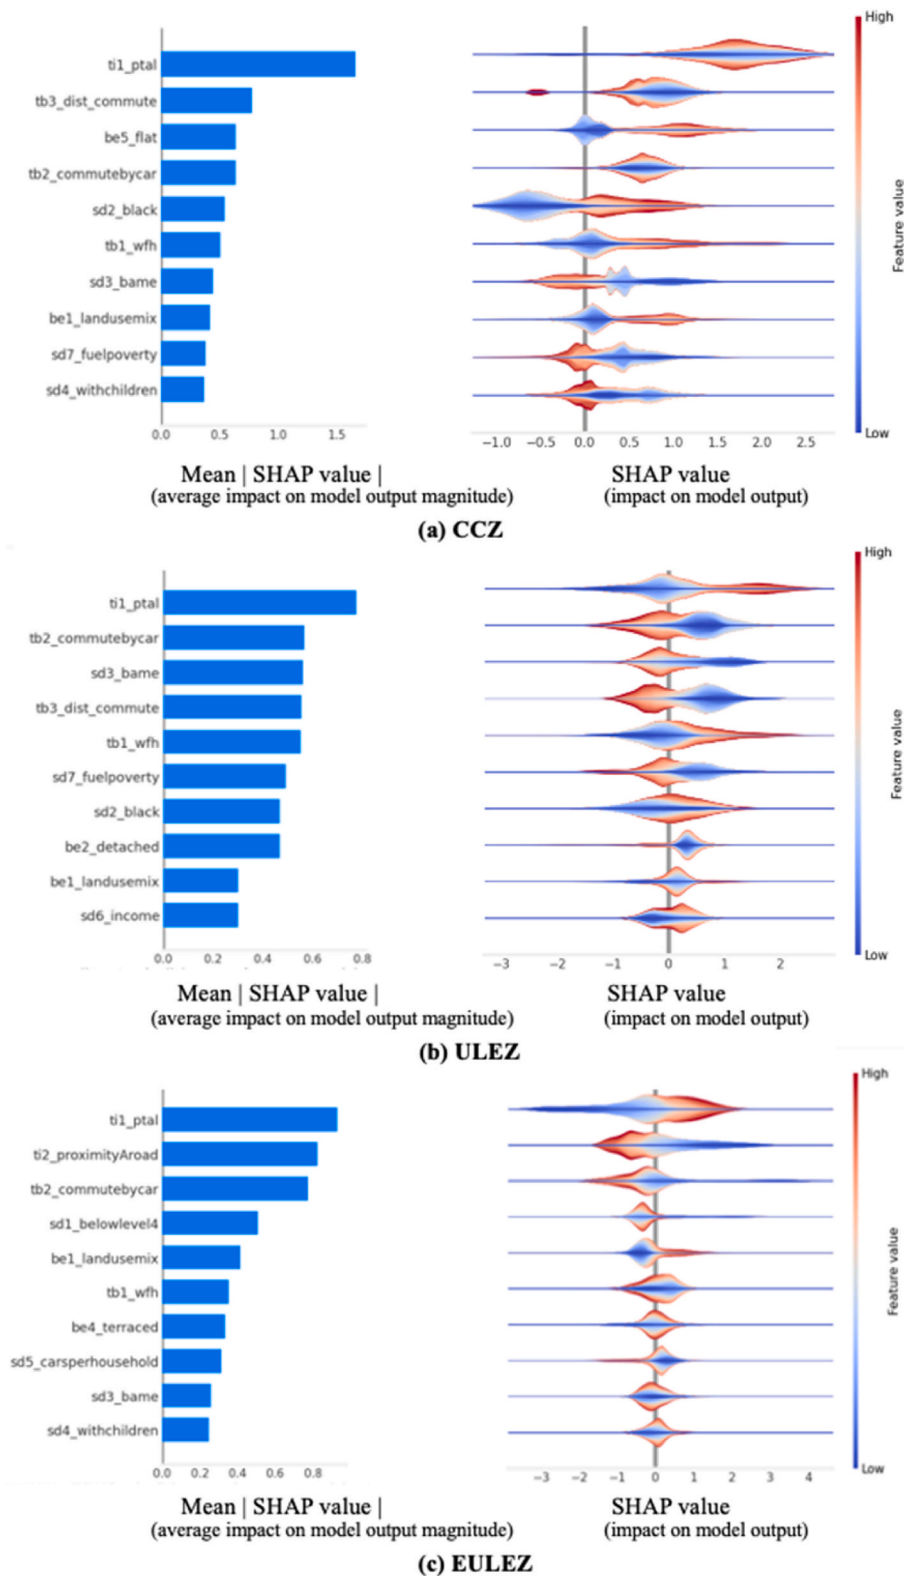 High
ti1_ptal
tb3_dist_commute
be5_flat
tb2_commutebycar
sd2_black
tb1_wfh
sd3_bame
be1_landusemix
sd7_fuelpoverty
sd4_withchildren
Feature value
Low
0.0 0.5 1.0 1.5
−1.0 −0.5 0.0 0.5 1.0 1.5 2.0 2.5
Mean | SHAP value |
(average impact on model output magnitude)
SHAP value
(impact on model output)
(a) CCZ
High
ti1_ptal
tb2_commutebycar
sd3_bame
tb3_dist_commute
tb1_wfh
sd7_fuelpoverty
sd2_black
be2_detached
be1_landusemix
sd6_income
Feature value
Low
0.0 0.2 0.4 0.6 0.8
−3 −2 −1 0 1 2
Mean | SHAP value |
(average impact on model output magnitude)
SHAP value
(impact on model output)
(b) ULEZ
High
ti1_ptal
ti2_proximityAroad
tb2_commutebycar
sd1_belowlevel4
be1_landusemix
tb1_wfh
be4_terraced
sd5_carsperhousehold
sd3_bame
sd4_withchildren
Feature value
Low
0.0 0.2 0.4 0.6 0.8
−3 −2 −1 0 1 2 3 4
Mean | SHAP value |
(average impact on model output magnitude)
SHAP value
(impact on model output)
(c) EULEZ